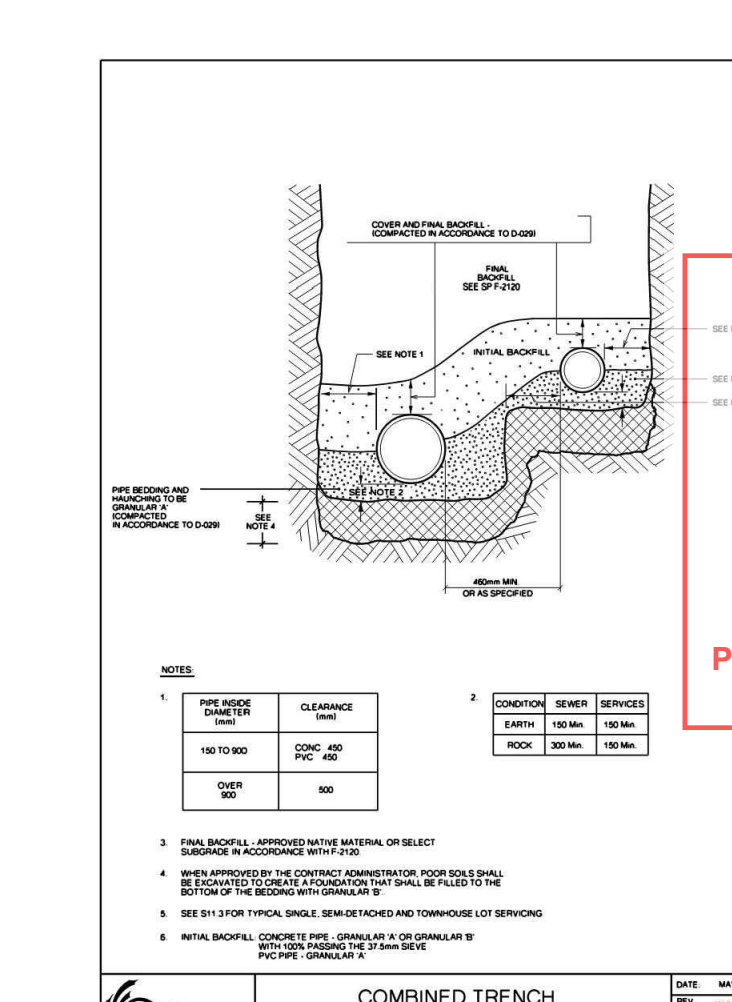 COVER AND FINAL BACKFILL -
(COMPACTED IN ACCORDANCE TO D-029)
FINAL
BACKFILL
SEE SP F-2120
SEE
SEE NOTE 1
INITIAL BACKFILL
SEE
SEE
PIPE BEDDING AND
HAUNCHING TO BE
GRANULAR 'A'
(COMPACTED
IN ACCORDANCE TO D-029)
SEE NOTE 2
SEE
NOTE 4
460mm MIN
OR AS SPECIFIED
P
NOTES:
1.
PIPE INSIDE
DIAMETER
(mm)
CLEARANCE
(mm)
150 TO 900
CONC 450
PVC 450
OVER
900
500
2.
CONDITION SEWER SERVICES
EARTH 150 Min. 150 Min.
ROCK 300 Min. 150 Min.
3. FINAL BACKFILL - APPROVED NATIVE MATERIAL OR SELECT
SUBGRADE IN ACCORDANCE WITH F-2120.
4. WHEN APPROVED BY THE CONTRACT ADMINISTRATOR, POOR SOILS SHALL
BE EXCAVATED TO CREATE A FOUNDATION THAT SHALL BE FILLED TO THE
BOTTOM OF THE BEDDING WITH GRANULAR 'B'.
5. SEE S11.3 FOR TYPICAL SINGLE, SEMI-DETACHED AND TOWNHOUSE LOT SERVICING
6. INITIAL BACKFILL: CONCRETE PIPE - GRANULAR 'A' OR GRANULAR 'B'
WITH 100% PASSING THE 37.5mm SIEVE
PVC PIPE - GRANULAR 'A'
COMBINED TRENCH
DATE:
REV